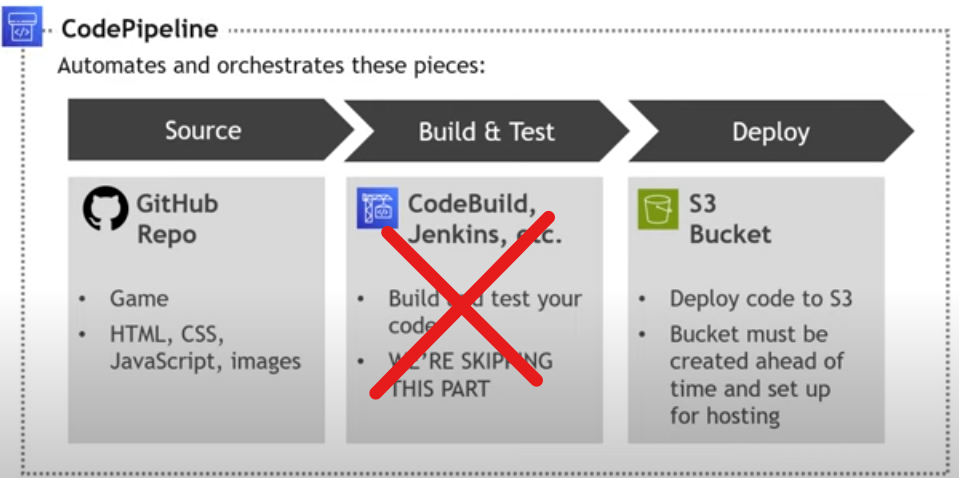 CodePipeline
Automates and orchestrates these pieces:
Source
Build & Test
Deploy
GitHub
Repo
• Game
• HTML, CSS,
JavaScript, images
CodeBuild,
Jenkins, etc.
• Build and test your
code
• WE'RE SKIPPING
THIS PART
S3
Bucket
• Deploy code to S3
• Bucket must be
created ahead of
time and set up
for hosting